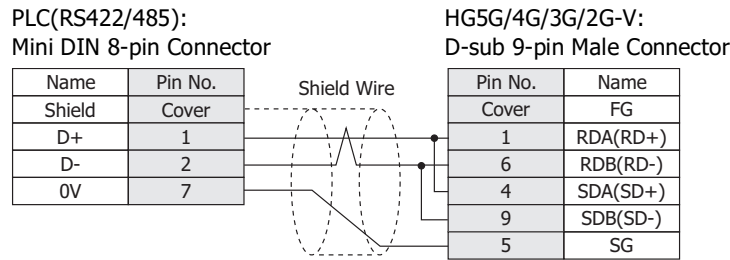 PLC(RS422/485):
Mini DIN 8-pin Connector
HG5G/4G/3G/2G-V:
D-sub 9-pin Male Connector
Name Pin No.
Shield Cover
D+ 1
D- 2
0V 7
Shield Wire
Pin No. Name
Cover FG
1 RDA(RD+)
6 RDB(RD-)
4 SDA(SD+)
9 SDB(SD-)
5 SG